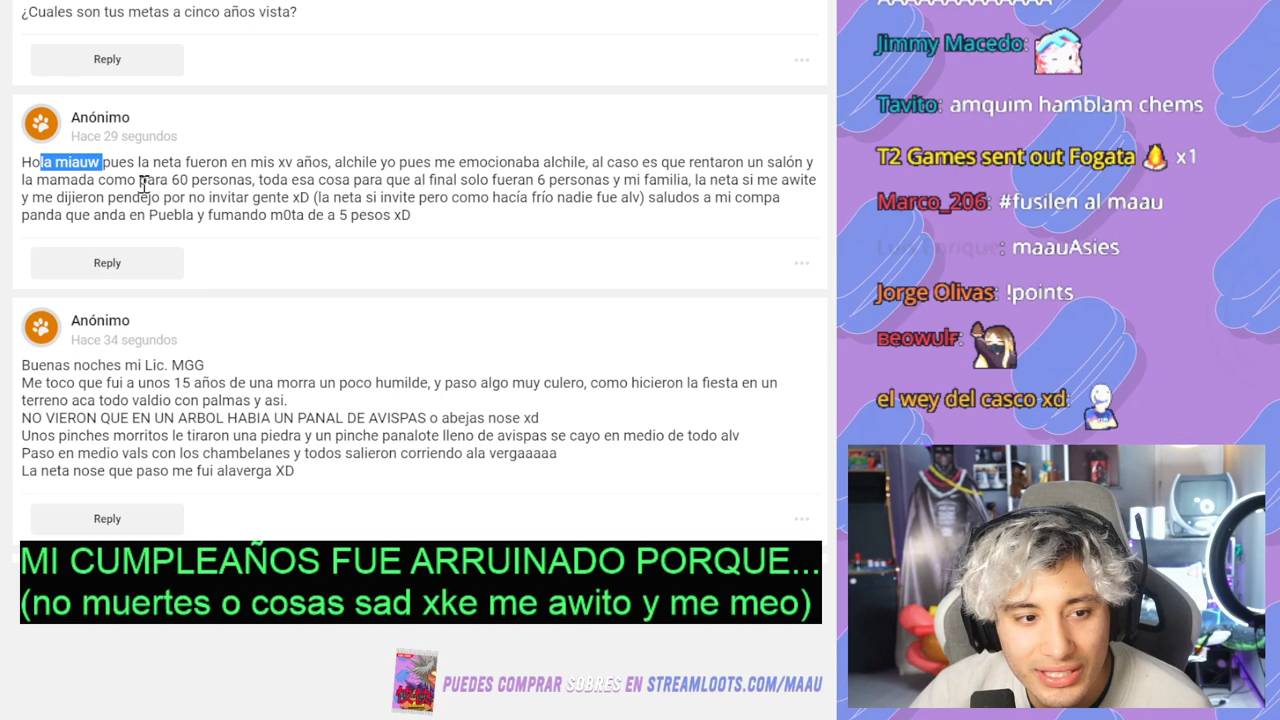 ¿Cuales son tus metas a cinco años vista?
Reply
Anónimo
Hace 29 segundos
Hola miauw pues la neta fueron en mis xv años, alchile yo pues me emocionaba alchile, al caso es que rentaron un salón y
la mamada como para 60 personas, toda esa cosa para que al final solo fueran 6 personas y mi familia, la neta si me awite
y me dijieron pendejo por no invitar gente xD (la neta si invite pero como hacía frío nadie fue alv) saludos a mi compa
panda que anda en Puebla y fumando m0ta de a 5 pesos xD
Reply
Anónimo
Hace 34 segundos
Buenas noches mi Lic. MGG
Me toco que fui a unos 15 años de una morra un poco humilde, y paso algo muy culero, como hicieron la fiesta en un
terreno aca todo valdio con palmas y asi.
NO VIERON QUE EN UN ARBOL HABIA UN PANAL DE AVISPAS o abejas nose xd
Unos pinches morritos le tiraron una piedra y un pinche panalote lleno de avispas se cayo en medio de todo alv
Paso en medio vals con los chambelanes y todos salieron corriendo ala vergaaaaa
La neta nose que paso me fui alaverga XD
Reply
MI CUMPLEAÑOS FUE ARRUINADO PORQUE...
(no muertes o cosas sad xke me awito y me meo)
PUEDES COMPRAR SOBRES EN STREAMLOOTS.COM/MAAU
Jimmy Macedo:
Tavito: amquim hamblam chems
T2 Games sent out Fogata x1
Marco_206: #fusilen al maau
Luis Enrique: maauAsies
Jorge Olivas: !points
BEOWULF:
el wey del casco xd: